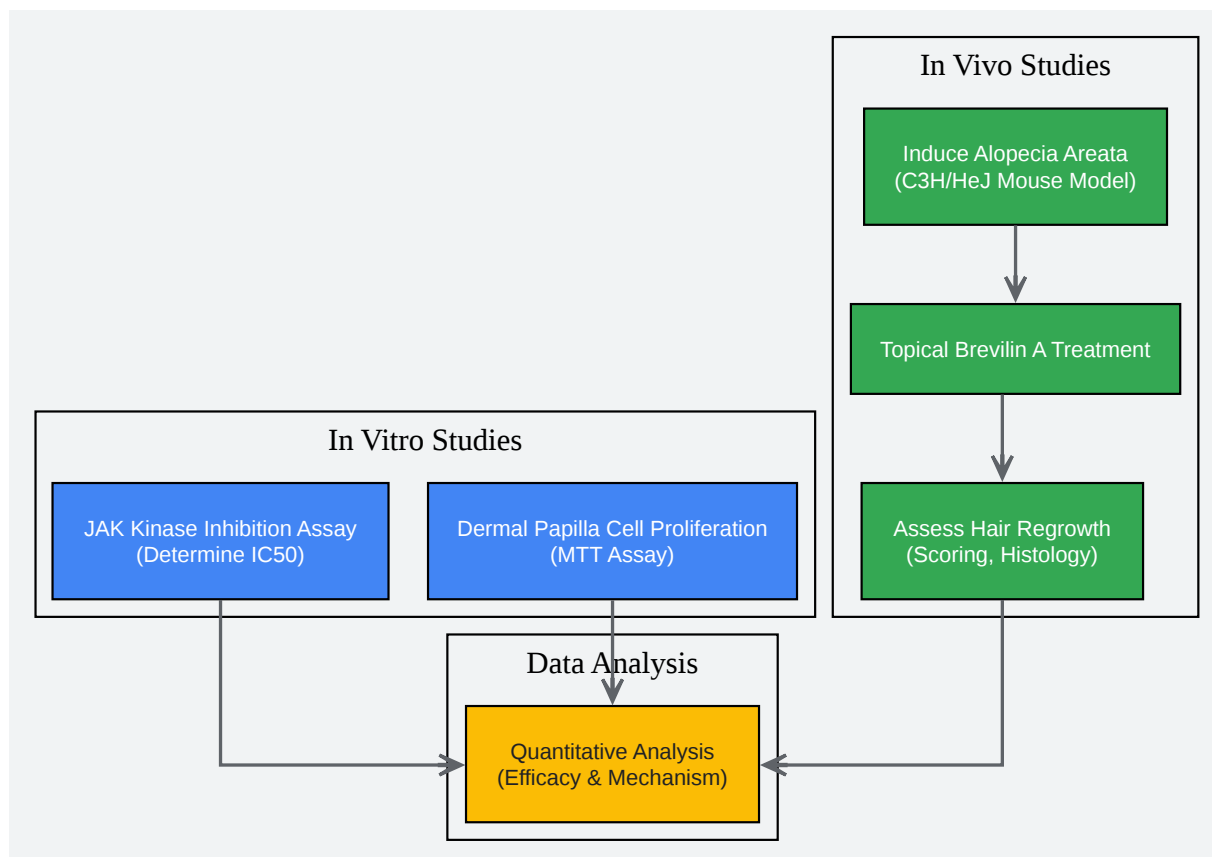 In Vivo Studies
Induce Alopecia Areata
(C3H/HeJ Mouse Model)
Topical Brevilin A Treatment
Assess Hair Regrowth
(Scoring, Histology)
In Vitro Studies
JAK Kinase Inhibition Assay
(Determine IC50)
Dermal Papilla Cell Proliferation
(MTT Assay)
Data Analysis
Quantitative Analysis
(Efficacy & Mechanism)